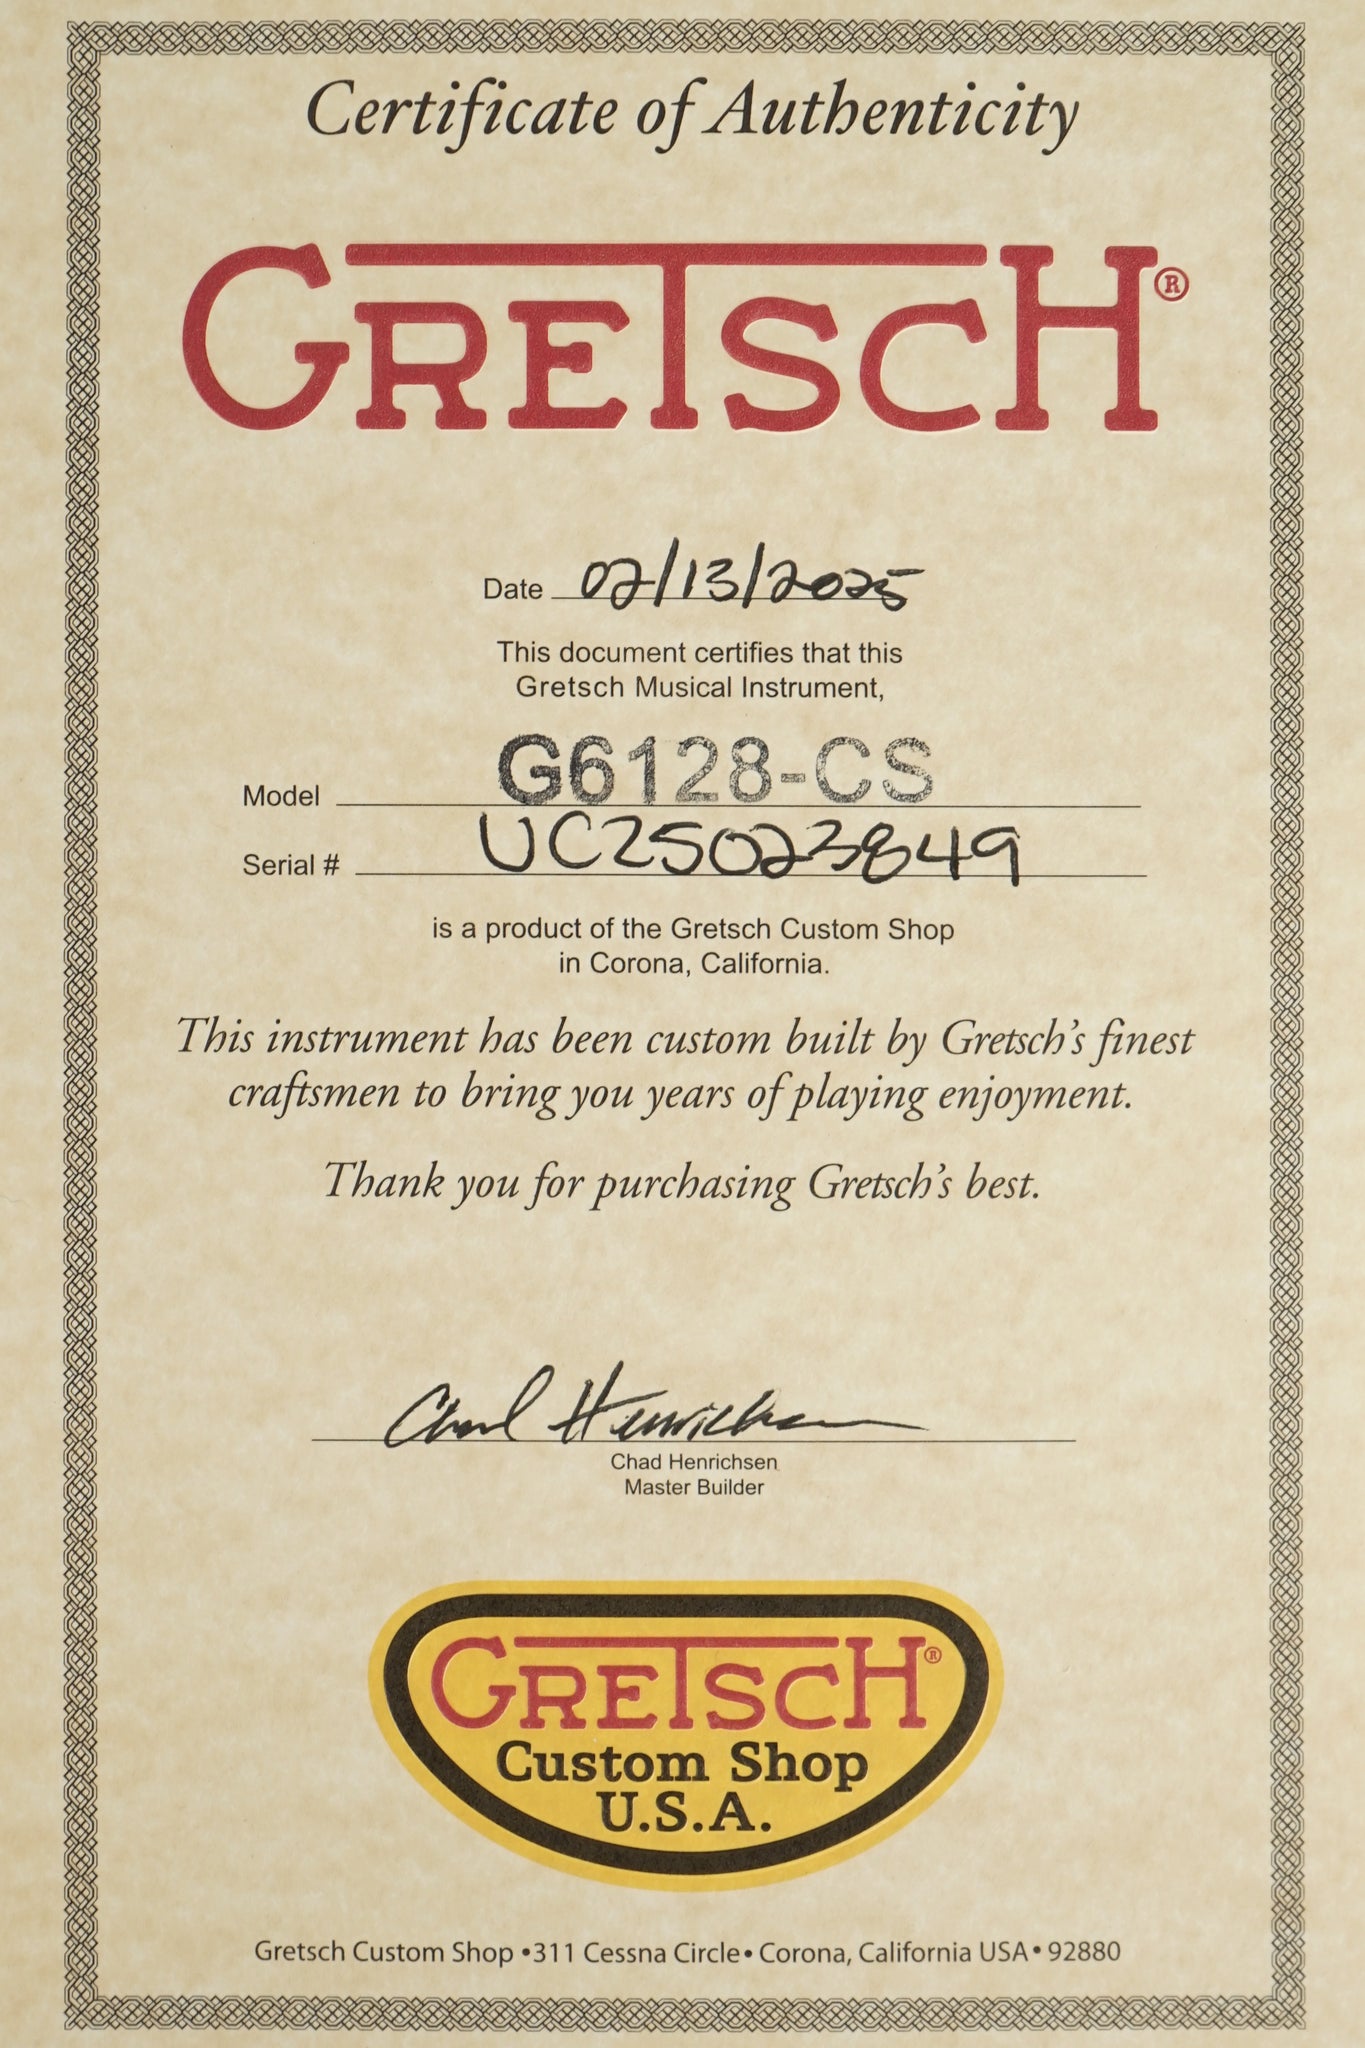 Certificate of Authenticity
GRETSCH®
Date 02/13/2025
This document certifies that this
Gretsch Musical Instrument,
Model G6128-CS
Serial # UC25023849
is a product of the Gretsch Custom Shop
in Corona, California.
This instrument has been custom built by Gretsch's finest
craftsmen to bring you years of playing enjoyment.
Thank you for purchasing Gretsch's best.
Chad Henrichsen
Chad Henrichsen
Master Builder
GRETSCH®
Custom Shop
U.S.A.
Gretsch Custom Shop • 311 Cessna Circle • Corona, California USA • 92880